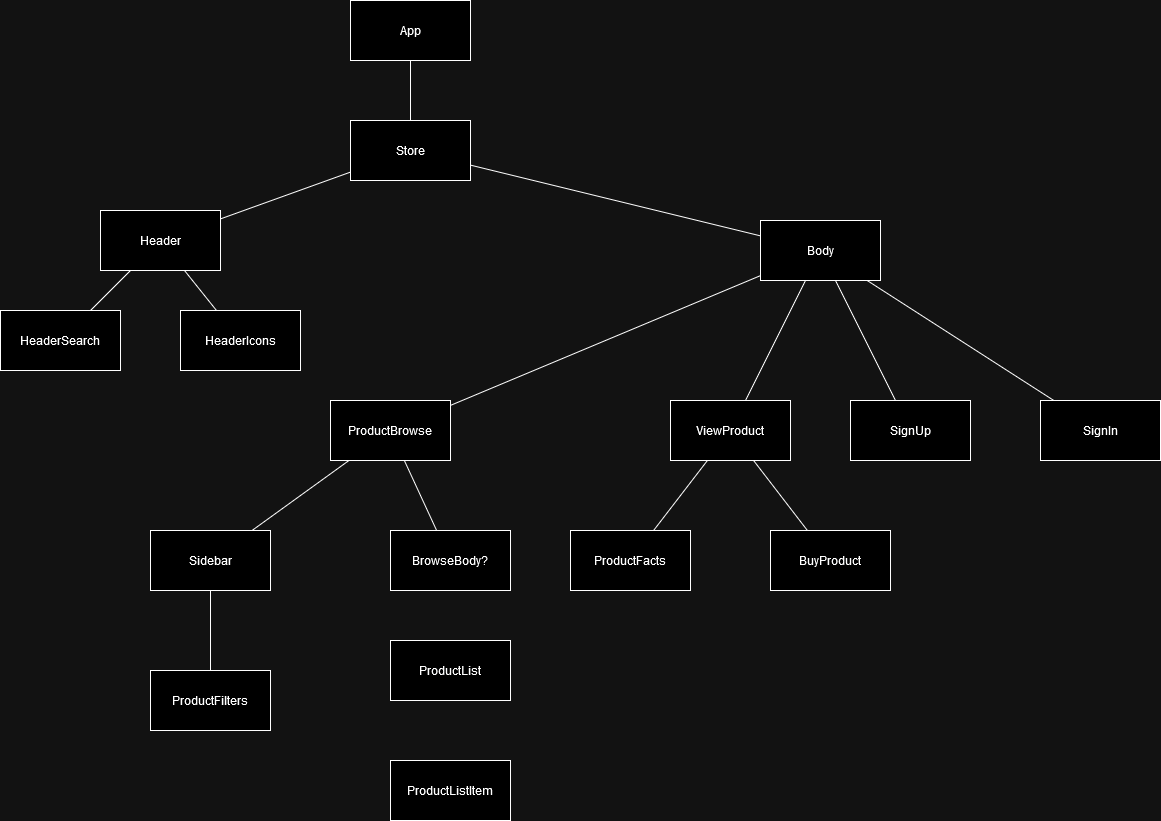 App
Store
Header
Body
HeaderSearch
HeaderIcons
ProductBrowse
ViewProduct
SignUp
SignIn
Sidebar
BrowseBody?
ProductFacts
BuyProduct
ProductList
ProductFilters
ProductListItem